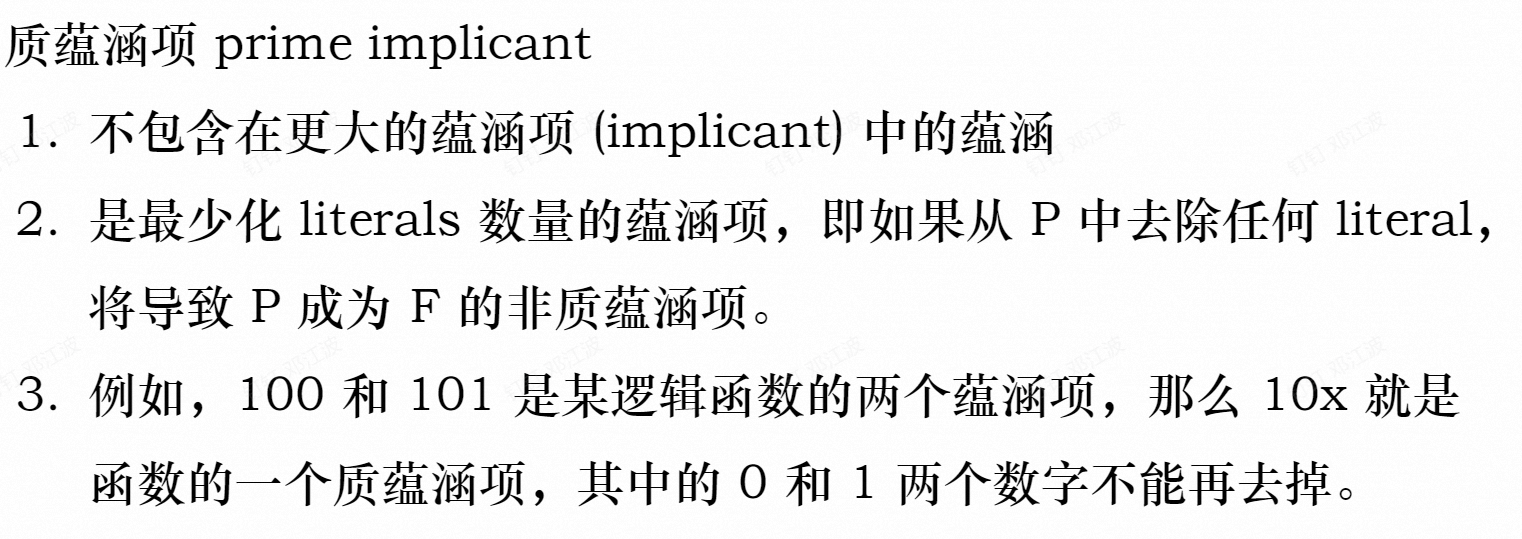 质蕴涵项 prime implicant
1. 不包含在更大的蕴涵项 (implicant) 中的蕴涵
2. 是最少化 literals 数量的蕴涵项，即如果从 P 中去除任何 literal，
将导致 P 成为 F 的非质蕴涵项。
3. 例如，100 和 101 是某逻辑函数的两个蕴涵项，那么 10x 就是
函数的一个质蕴涵项，其中的 0 和 1 两个数字不能再去掉。